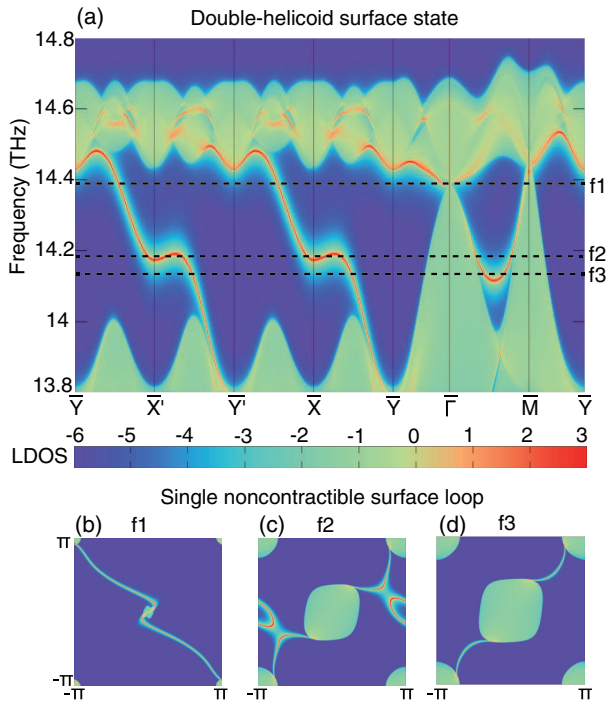 (a) Double-helicoid surface state
14.8
14.6
14.4
14.2
14
13.8
Frequency (THz)
f1
f2
f3
Y̅ X̅' Y̅' X̅ Y̅ Γ̅ M̅ Y̅
-6 -5 -4 -3 -2 -1 0 1 2 3
LDOS
Single noncontractible surface loop
(b) f1 (c) f2 (d) f3
π
-π
-π π -π π -π π